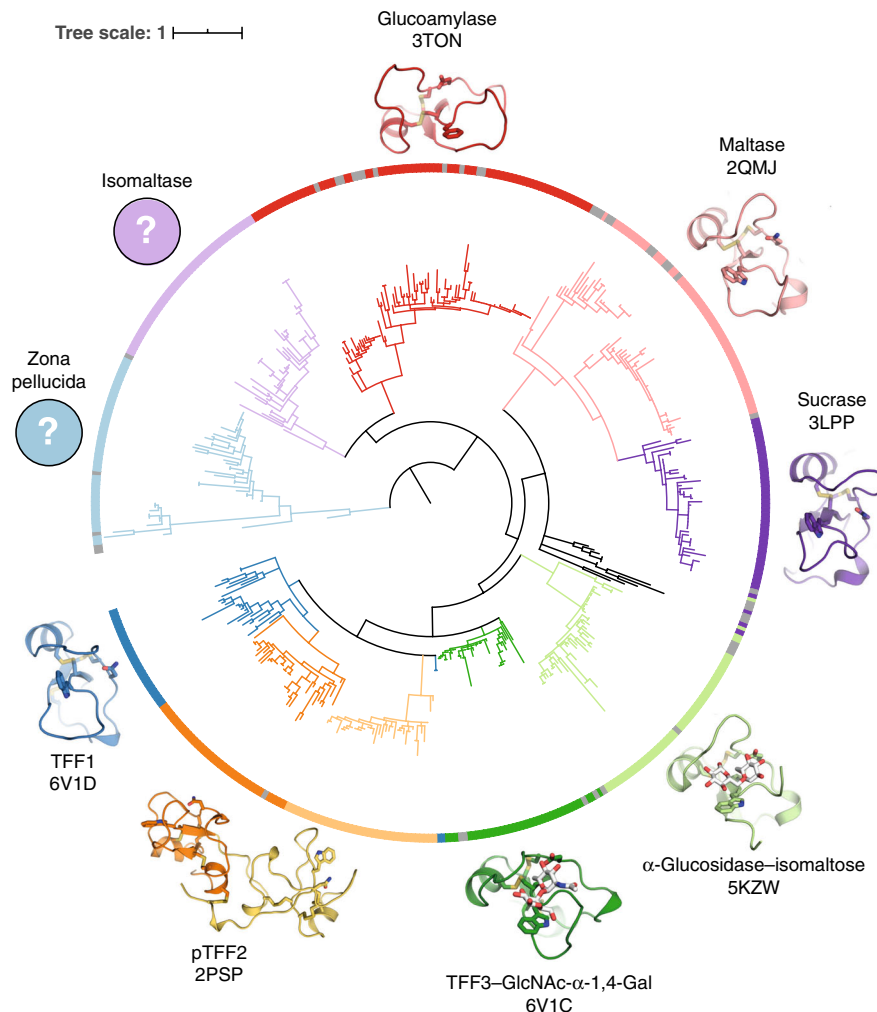 Tree scale: 1
Glucoamylase
3TON
Maltase
2QMJ
Isomaltase
?
Zona
pellucida
?
Sucrase
3LPP
TFF1
6V1D
α-Glucosidase–isomaltose
5KZW
pTFF2
2PSP
TFF3–GlcNAc-α-1,4-Gal
6V1C